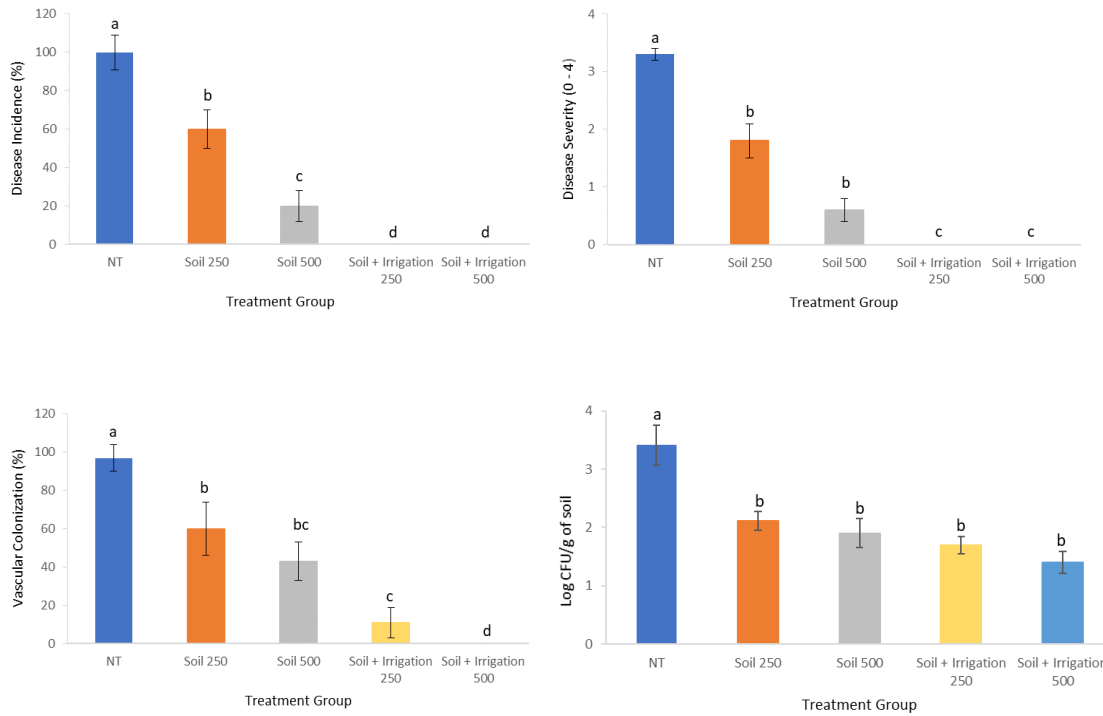 120
100
80
60
40
20
0
Disease Incidence (%)
a
b
c
d
d
NT
Soil 250
Soil 500
Soil + Irrigation
250
Soil + Irrigation
500
Treatment Group
4
3
2
1
0
Disease Severity (0 - 4)
a
b
b
c
c
NT
Soil 250
Soil 500
Soil + Irrigation
250
Soil + Irrigation
500
Treatment Group
120
100
80
60
40
20
0
Vascular Colonization (%)
a
b
bc
c
d
NT
Soil 250
Soil 500
Soil + Irrigation
250
Soil + Irrigation
500
Treatment Group
4
3
2
1
0
Log CFU/g of soil
a
b
b
b
b
NT
Soil 250
Soil 500
Soil + Irrigation
250
Soil + Irrigation
500
Treatment Group